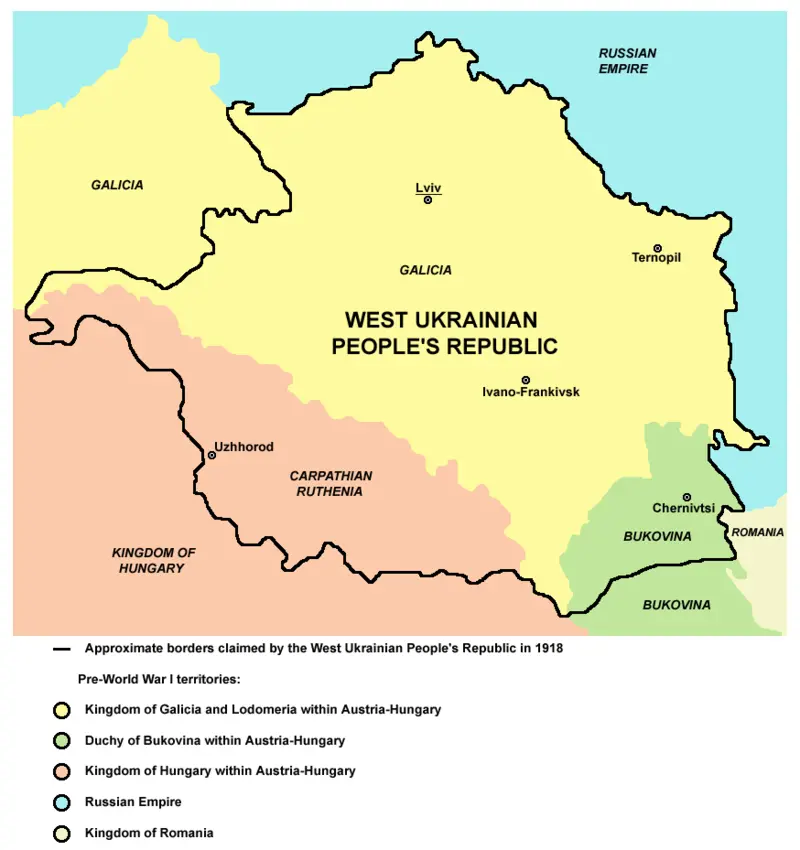 RUSSIAN
EMPIRE
GALICIA
Lviv
Ternopil
GALICIA
WEST UKRAINIAN
PEOPLE'S REPUBLIC
Ivano-Frankivsk
Uzhhorod
CARPATHIAN
RUTHENIA
Chernivtsi
BUKOVINA
ROMANIA
KINGDOM OF
HUNGARY
BUKOVINA
Approximate borders claimed by the West Ukrainian People's Republic in 1918
Pre-World War I territories:
Kingdom of Galicia and Lodomeria within Austria-Hungary
Duchy of Bukovina within Austria-Hungary
Kingdom of Hungary within Austria-Hungary
Russian Empire
Kingdom of Romania